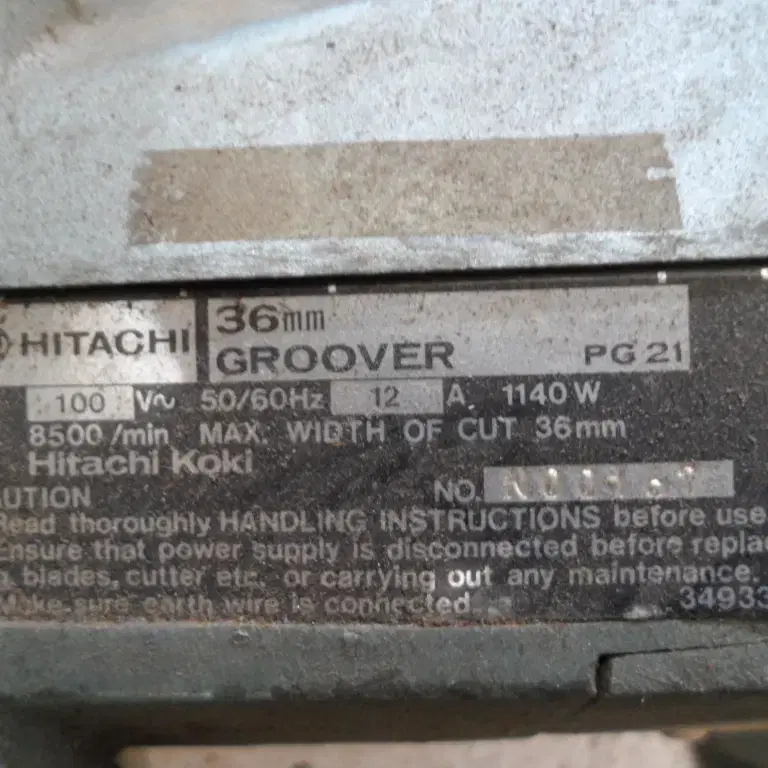 HITACHI
36mm
GROOVER PG 21
100 V~ 50/60Hz 12 A 1140 W
8500/min MAX. WIDTH OF CUT 36mm
Hitachi Koki
NO.
AUTION
Read thoroughly HANDLING INSTRUCTIONS before use
Ensure that power supply is disconnected before replac
blades, cutter etc. or carrying out any maintenance.
Make sure earth wire is connected.
34933